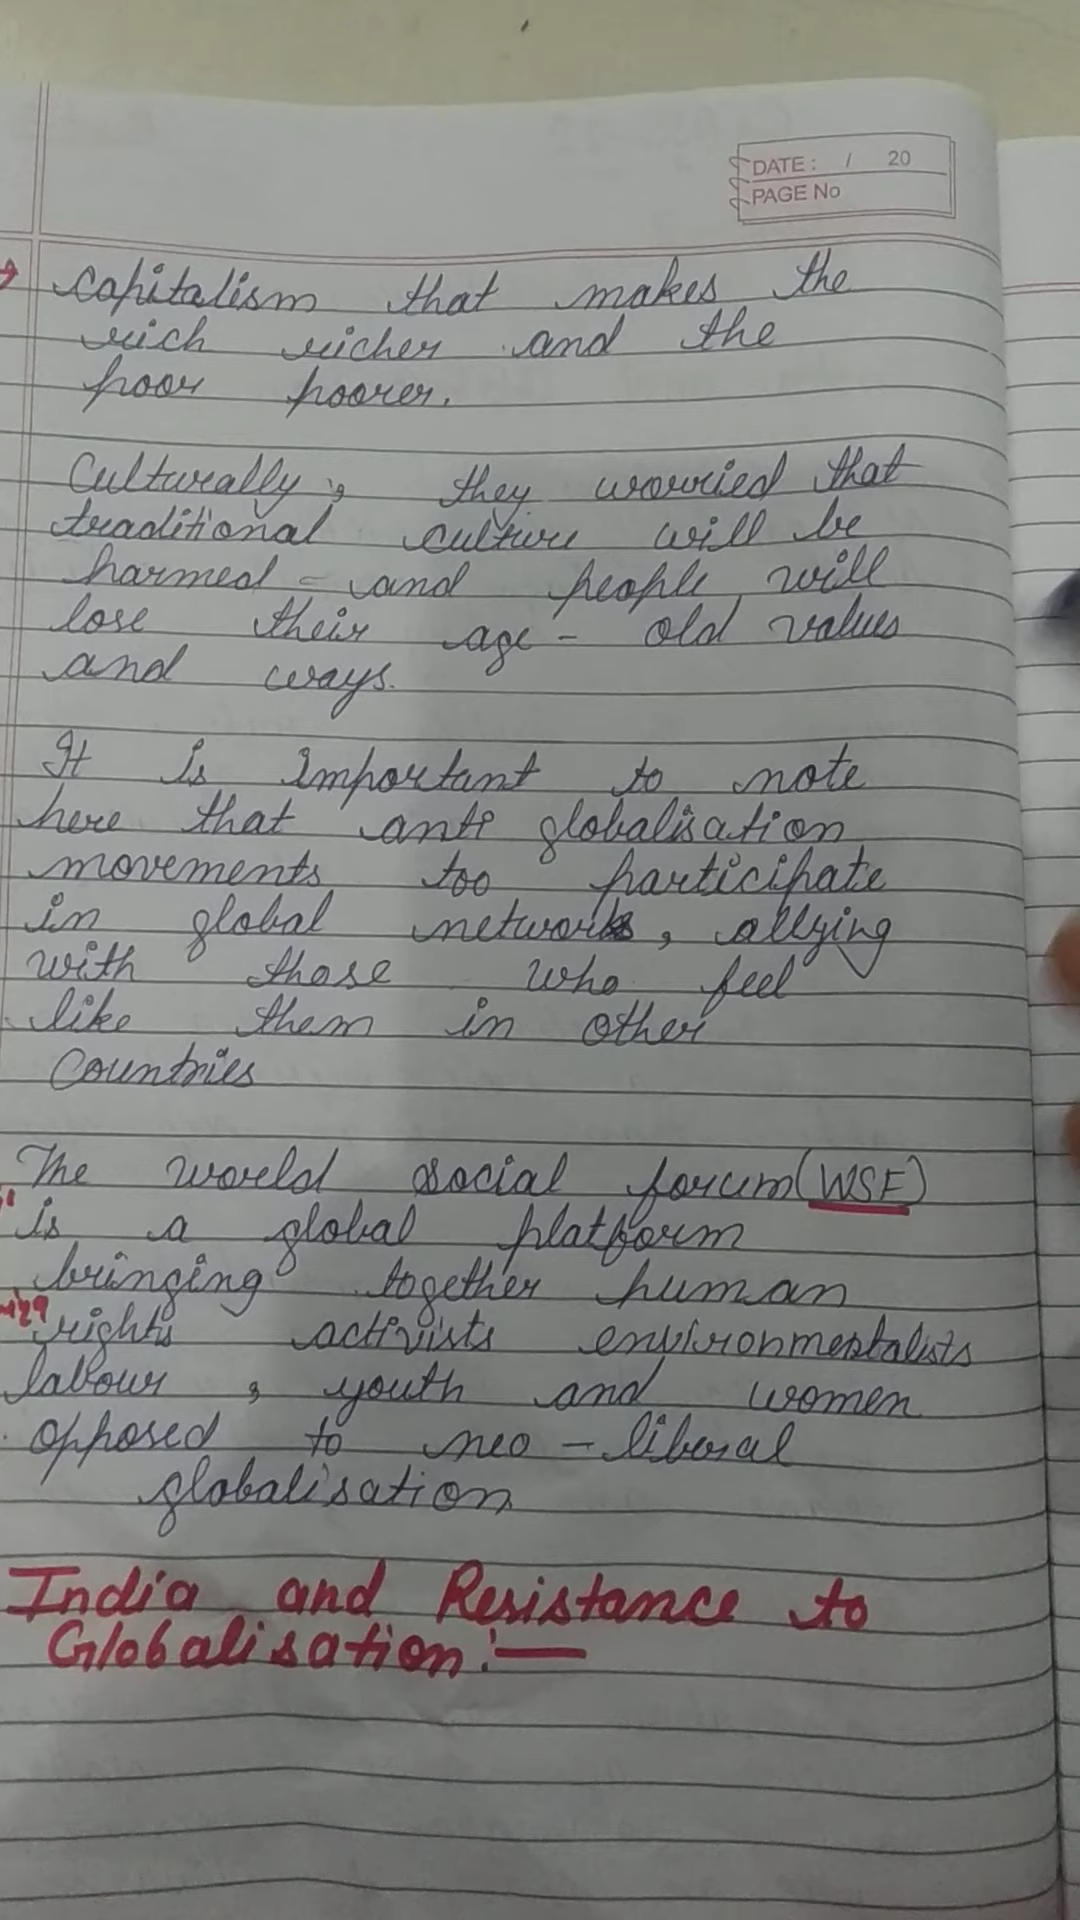 DATE: / 20
PAGE No
→ capitalism that makes the
rich richer and the
poor poorer.
Culturally, they worried that
traditional culture will be
harmed - and people will
lose their age - old values
and ways.
It is important to note
here that anti globalisation
movements too participate
in global networks, allying
with those who feel
like them in other
countries
The world social forum (WSF)
is a global platform
bringing together human
rights activists environmentalists
labour, youth and women
opposed to neo - liberal
globalisation
India and Resistance to
Globalisation:—